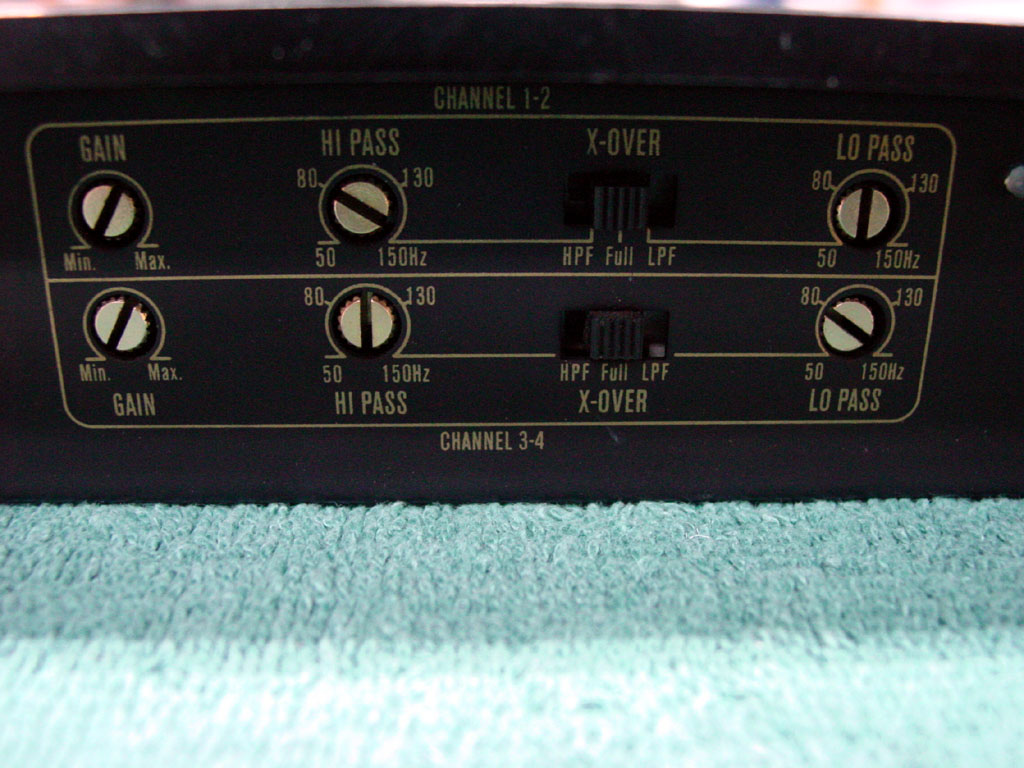 CHANNEL 1-2
GAIN HI PASS X-OVER LO PASS
80 130 80 130
Min. Max. 50 150Hz HPF Full LPF 50 150Hz
80 130 80 130
Min. Max. 50 150Hz HPF Full LPF 50 150Hz
GAIN HI PASS X-OVER LO PASS
CHANNEL 3-4